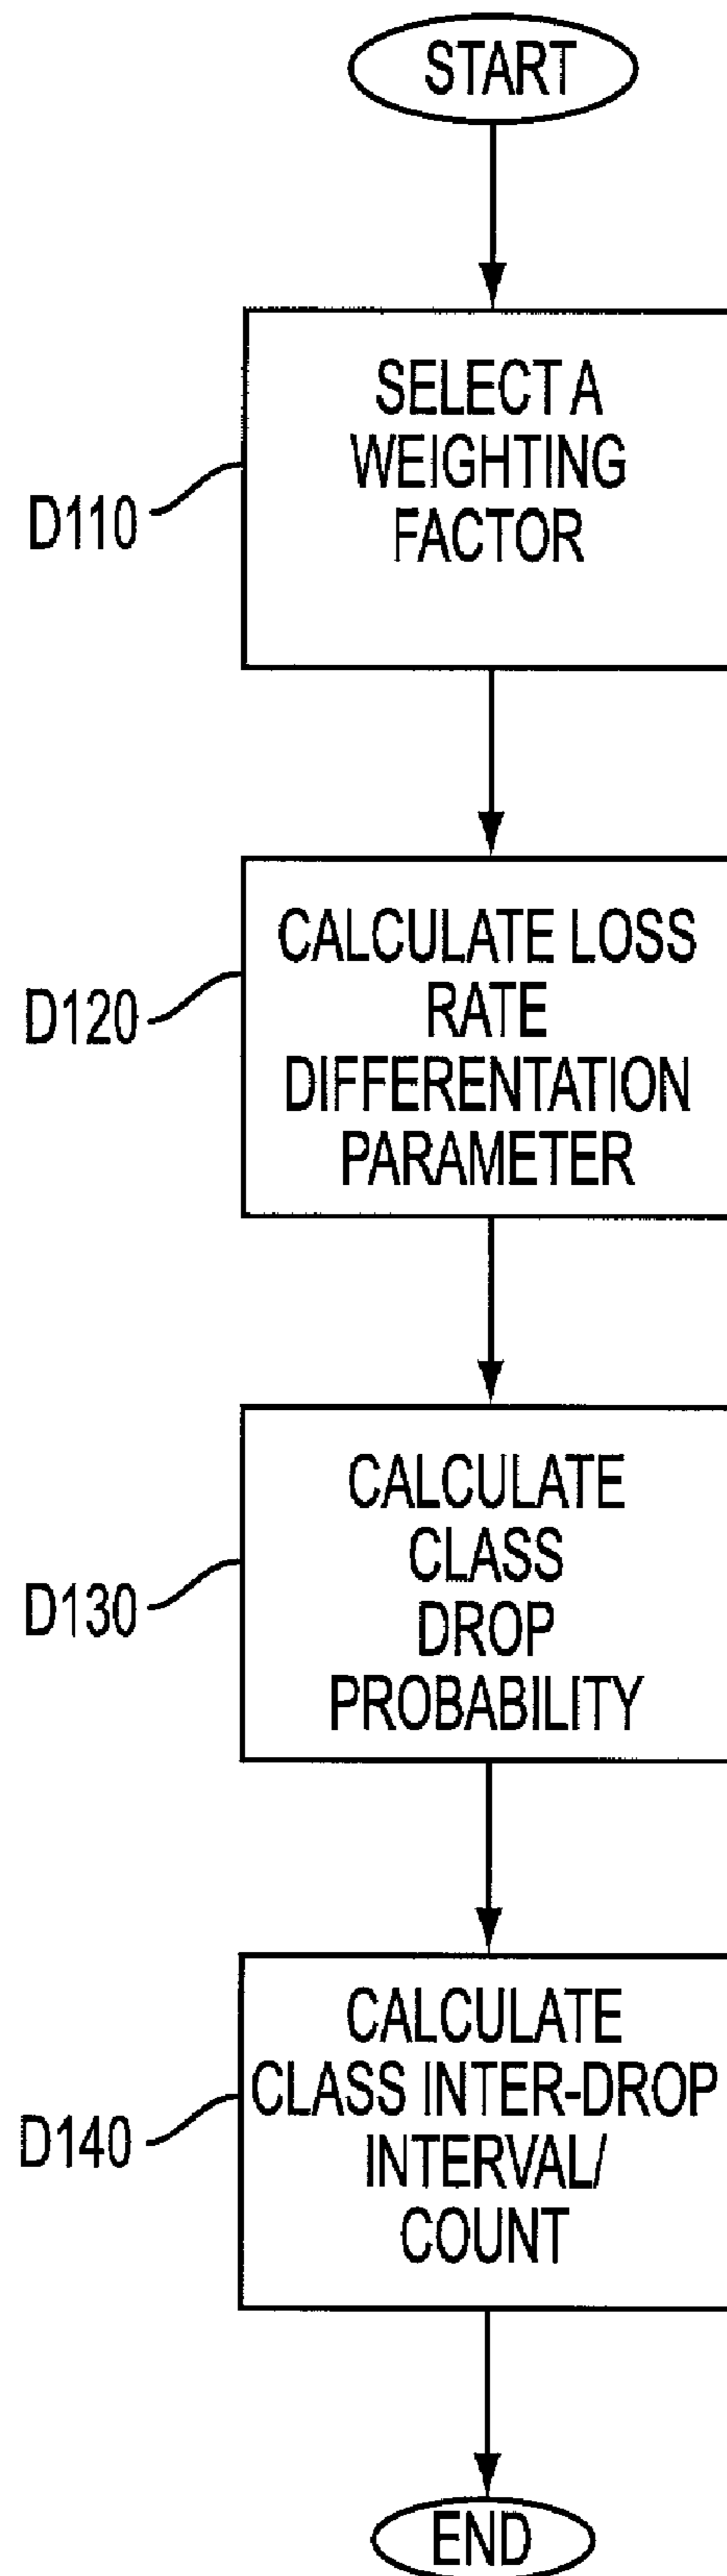 START
SELECT A
WEIGHTING
FACTOR
D110
CALCULATE LOSS
RATE
DIFFERENTATION
PARAMETER
D120
CALCULATE
CLASS
DROP
PROBABILITY
D130
CALCULATE
CLASS INTER-DROP
INTERVAL/
COUNT
D140
END